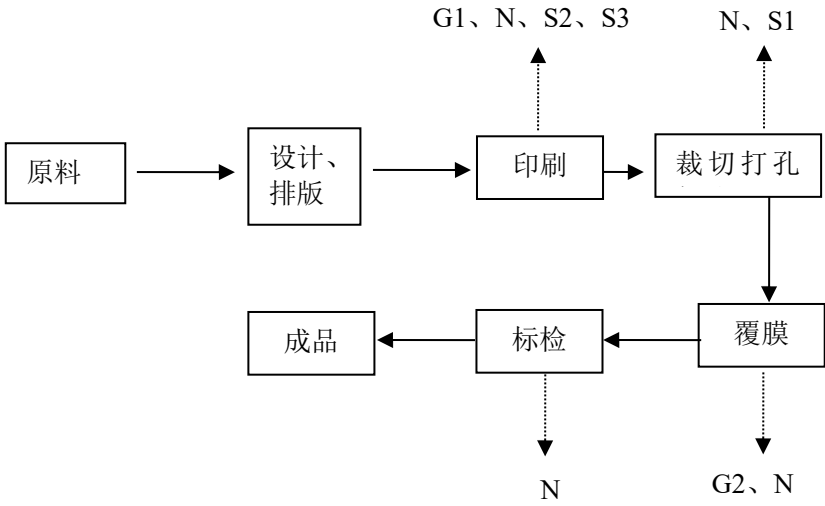 G1、N、S2、S3
N、S1
原料
设计、
排版
印刷
裁切打孔
成品
标检
覆膜
N
G2、N